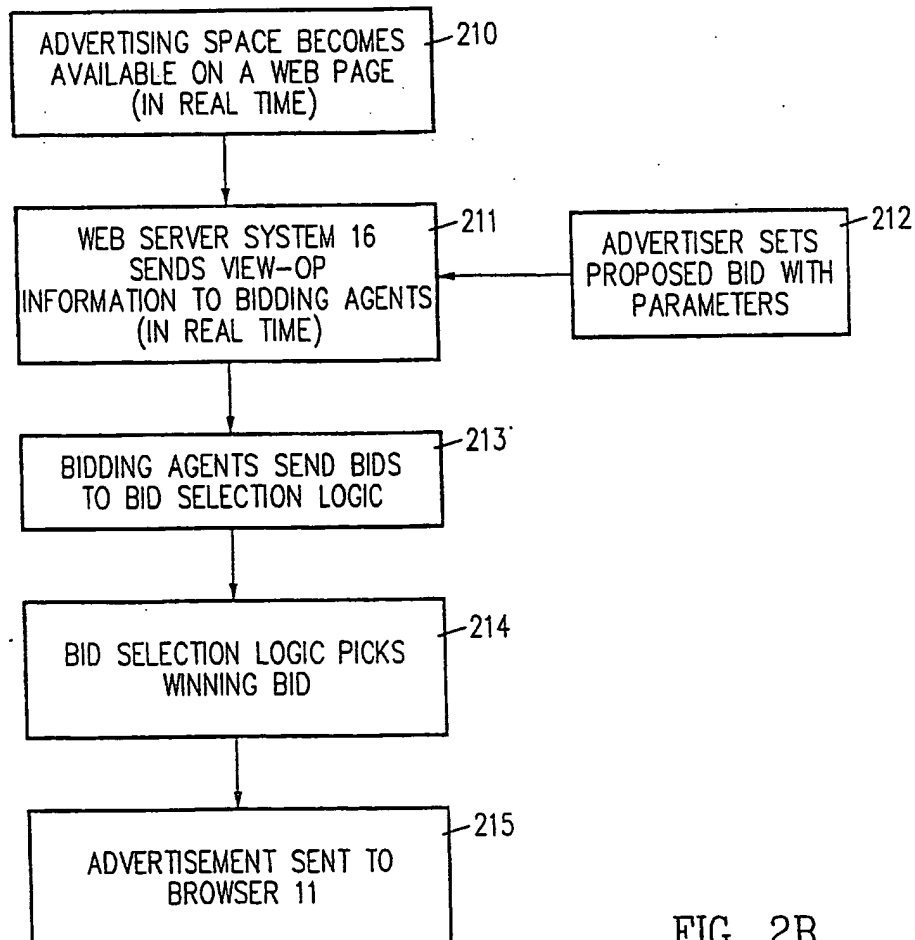 ADVERTISING SPACE BECOMES
AVAILABLE ON A WEB PAGE
(IN REAL TIME)
210
WEB SERVER SYSTEM 16
SENDS VIEW-OP
INFORMATION TO BIDDING AGENTS
(IN REAL TIME)
211
ADVERTISER SETS
PROPOSED BID WITH
PARAMETERS
212
BIDDING AGENTS SEND BIDS
TO BID SELECTION LOGIC
213
BID SELECTION LOGIC PICKS
WINNING BID
214
ADVERTISEMENT SENT TO
BROWSER 11
215
FIG. 2B